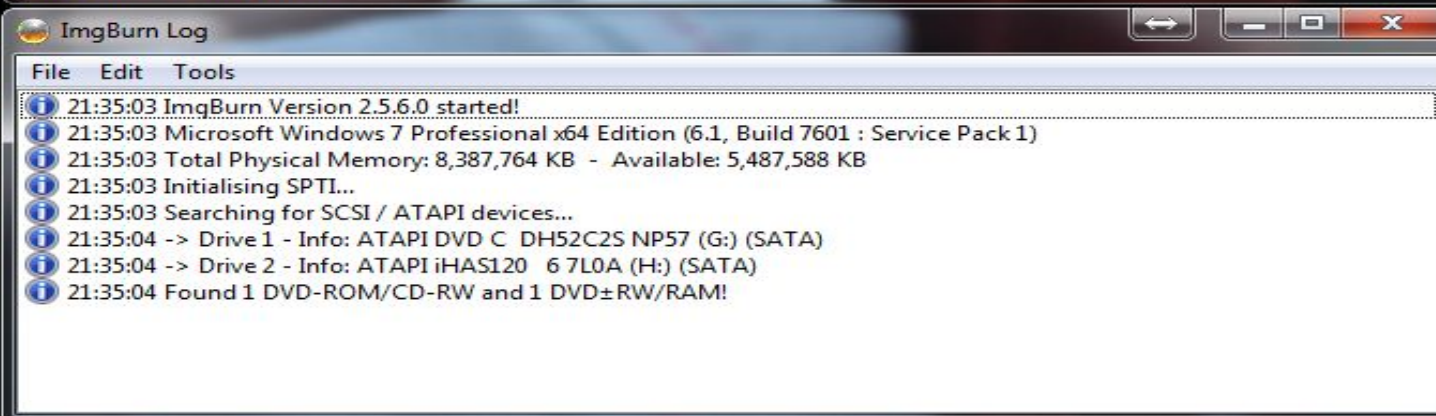 ImgBurn Log
File Edit Tools
21:35:03 ImgBurn Version 2.5.6.0 started!
21:35:03 Microsoft Windows 7 Professional x64 Edition (6.1, Build 7601 : Service Pack 1)
21:35:03 Total Physical Memory: 8,387,764 KB - Available: 5,487,588 KB
21:35:03 Initialising SPTI...
21:35:03 Searching for SCSI / ATAPI devices...
21:35:04 -> Drive 1 - Info: ATAPI DVD C DH52C2S NP57 (G:) (SATA)
21:35:04 -> Drive 2 - Info: ATAPI iHAS120 6 7L0A (H:) (SATA)
21:35:04 Found 1 DVD-ROM/CD-RW and 1 DVD±RW/RAM!